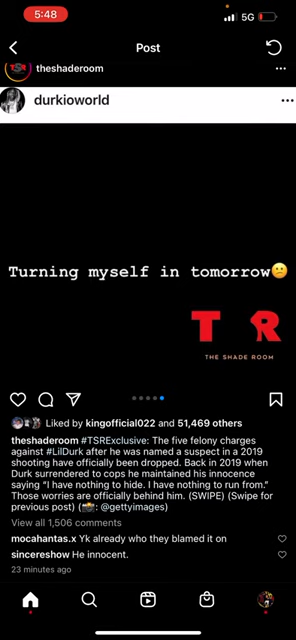 5:48
5G
Post
theshaderoom
durkioworld
Turning myself in tomorrow😕
T R
THE SHADE ROOM
Liked by kingofficial022 and 51,469 others
theshaderoom #TSRExclusive: The five felony charges
against #LilDurk after he was named a suspect in a 2019
shooting have officially been dropped. Back in 2019 when
Durk surrendered to cops he maintained his innocence
saying "I have nothing to hide. I have nothing to run from."
Those worries are officially behind him. (SWIPE) (Swipe for
previous post) (📸: @gettyimages)
View all 1,506 comments
mocahantas.x Yk already who they blamed it on
sincereshow He innocent.
23 minutes ago